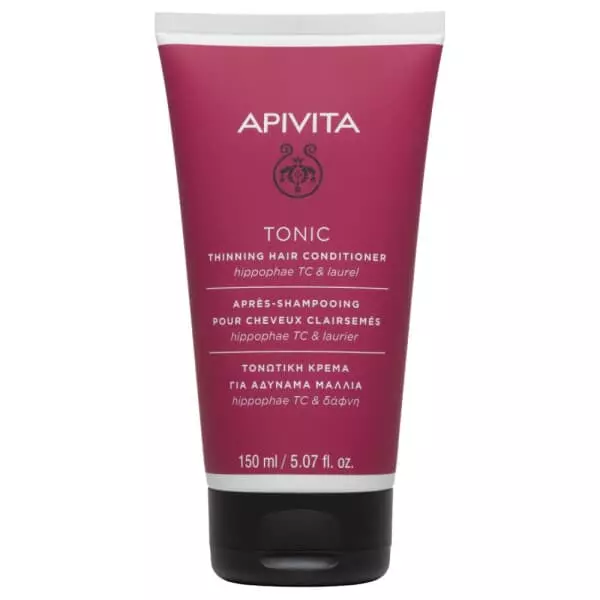 APIVITA
TONIC
THINNING HAIR CONDITIONER
hippophae TC & laurel
APRÈS-SHAMPOOING
POUR CHEVEUX CLAIRSEMÉS
hippophae TC & laurier
ΤΟΝΩΤΙΚΗ ΚΡΕΜΑ
ΓΙΑ ΑΔΥΝΑΜΑ ΜΑΛΛΙΑ
hippophae TC & δάφνη
150 ml / 5.07 fl. oz.